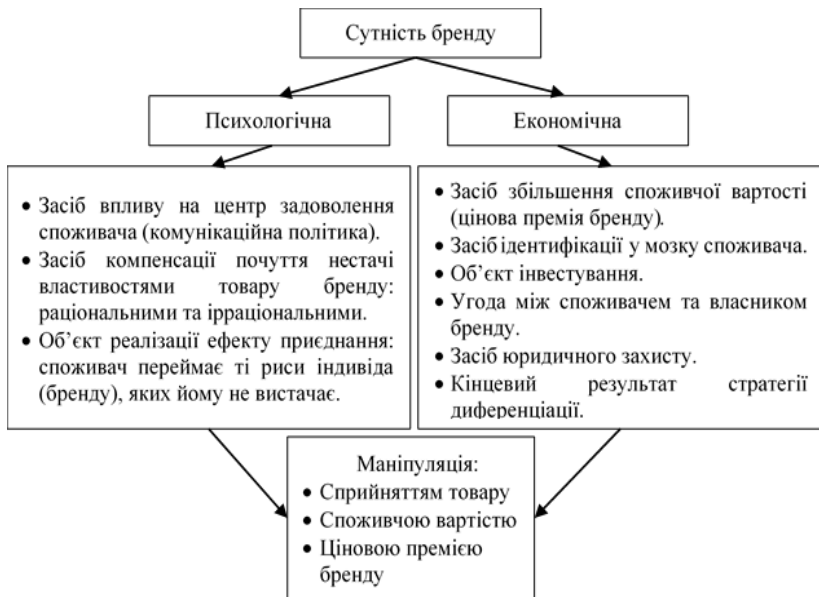 Сутність бренду
Психологічна
Економічна
• Засіб впливу на центр задоволення
споживача (комунікаційна політика).
• Засіб компенсації почуття нестачі
властивостями товару бренду:
раціональними та ірраціональними.
• Об’єкт реалізації ефекту приєднання:
споживач переймає ті риси індивіда
(бренду), яких йому не вистачає.
• Засіб збільшення споживчої вартості
(цінова премія бренду).
• Засіб ідентифікації у мозку споживача.
• Об’єкт інвестування.
• Угода між споживачем та власником
бренду.
• Засіб юридичного захисту.
• Кінцевий результат стратегії
диференціації.
Маніпуляція:
• Сприйняттям товару
• Споживчою вартістю
• Ціновою премією
бренду